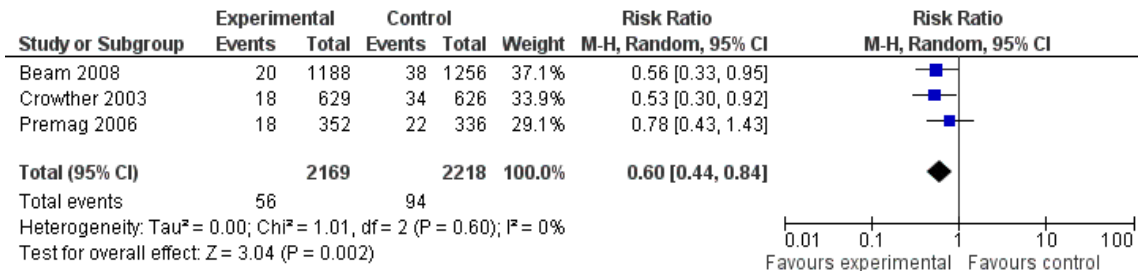 Experimental Control Risk Ratio Risk Ratio
Study or Subgroup Events Total Events Total Weight M-H, Random, 95% CI M-H, Random, 95% CI
Beam 2008 20 1188 38 1256 37.1% 0.56 [0.33, 0.95]
Crowther 2003 18 629 34 626 33.9% 0.53 [0.30, 0.92]
Premag 2006 18 352 22 336 29.1% 0.78 [0.43, 1.43]
Total (95% CI) 2169 2218 100.0% 0.60 [0.44, 0.84]
Total events 56 94
Heterogeneity: Tau² = 0.00; Chi² = 1.01, df = 2 (P = 0.60); I² = 0%
Test for overall effect: Z = 3.04 (P = 0.002)
0.01 0.1 1 10 100
Favours experimental Favours control